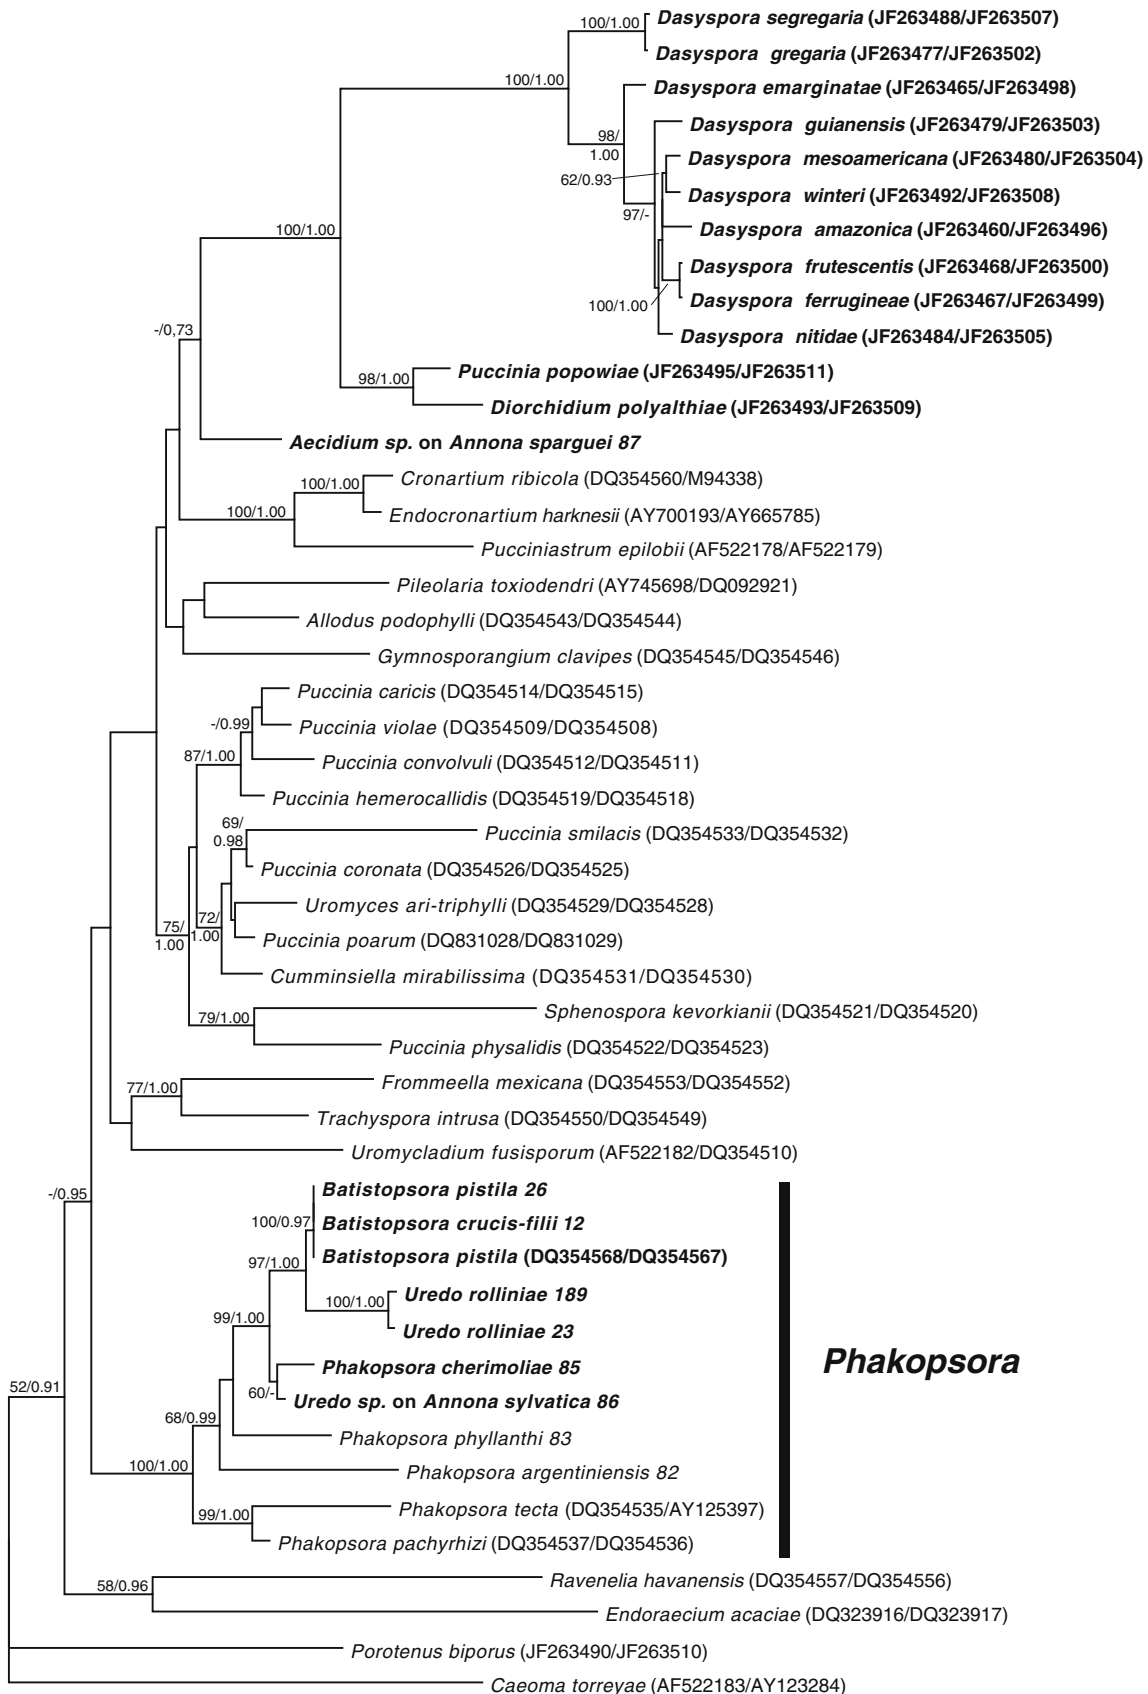 100/1.00
Dasyspora segregaria (JF263488/JF263507)
Dasyspora gregaria (JF263477/JF263502)
100/1.00
Dasyspora emarginatae (JF263465/JF263498)
98/
1.00
Dasyspora guianensis (JF263479/JF263503)
Dasyspora mesoamericana (JF263480/JF263504)
62/0.93
Dasyspora winteri (JF263492/JF263508)
97/-
Dasyspora amazonica (JF263460/JF263496)
Dasyspora frutescentis (JF263468/JF263500)
100/1.00
Dasyspora ferrugineae (JF263467/JF263499)
Dasyspora nitidae (JF263484/JF263505)
100/1.00
-/0,73
98/1.00
Puccinia popowiae (JF263495/JF263511)
Diorchidium polyalthiae (JF263493/JF263509)
Aecidium sp. on Annona sparguei 87
100/1.00
Cronartium ribicola (DQ354560/M94338)
100/1.00
Endocronartium harknesii (AY700193/AY665785)
Pucciniastrum epilobii (AF522178/AF522179)
Pileolaria toxiodendri (AY745698/DQ092921)
Allodus podophylli (DQ354543/DQ354544)
Gymnosporangium clavipes (DQ354545/DQ354546)
Puccinia caricis (DQ354514/DQ354515)
-/0.99
Puccinia violae (DQ354509/DQ354508)
87/1.00
Puccinia convolvuli (DQ354512/DQ354511)
Puccinia hemerocallidis (DQ354519/DQ354518)
69/
0.98
Puccinia smilacis (DQ354533/DQ354532)
Puccinia coronata (DQ354526/DQ354525)
Uromyces ari-triphylli (DQ354529/DQ354528)
75/
1.00
72/
1.00
Puccinia poarum (DQ831028/DQ831029)
Cumminsiella mirabilissima (DQ354531/DQ354530)
79/1.00
Sphenospora kevorkianii (DQ354521/DQ354520)
Puccinia physalidis (DQ354522/DQ354523)
77/1.00
Frommeella mexicana (DQ354553/DQ354552)
Trachyspora intrusa (DQ354550/DQ354549)
Uromycladium fusisporum (AF522182/DQ354510)
-/0.95
Batistopsora pistila 26
100/0.97
Batistopsora crucis-filii 12
Batistopsora pistila (DQ354568/DQ354567)
97/1.00
Uredo rolliniae 189
100/1.00
Uredo rolliniae 23
99/1.00
Phakopsora cherimoliae 85
60/-
Uredo sp. on Annona sylvatica 86
Phakopsora
52/0.91
68/0.99
Phakopsora phyllanthi 83
100/1.00
Phakopsora argentiniensis 82
99/1.00
Phakopsora tecta (DQ354535/AY125397)
Phakopsora pachyrhizi (DQ354537/DQ354536)
58/0.96
Ravenelia havanensis (DQ354557/DQ354556)
Endoraecium acaciae (DQ323916/DQ323917)
Porotenus biporus (JF263490/JF263510)
Caeoma torreyae (AF522183/AY123284)